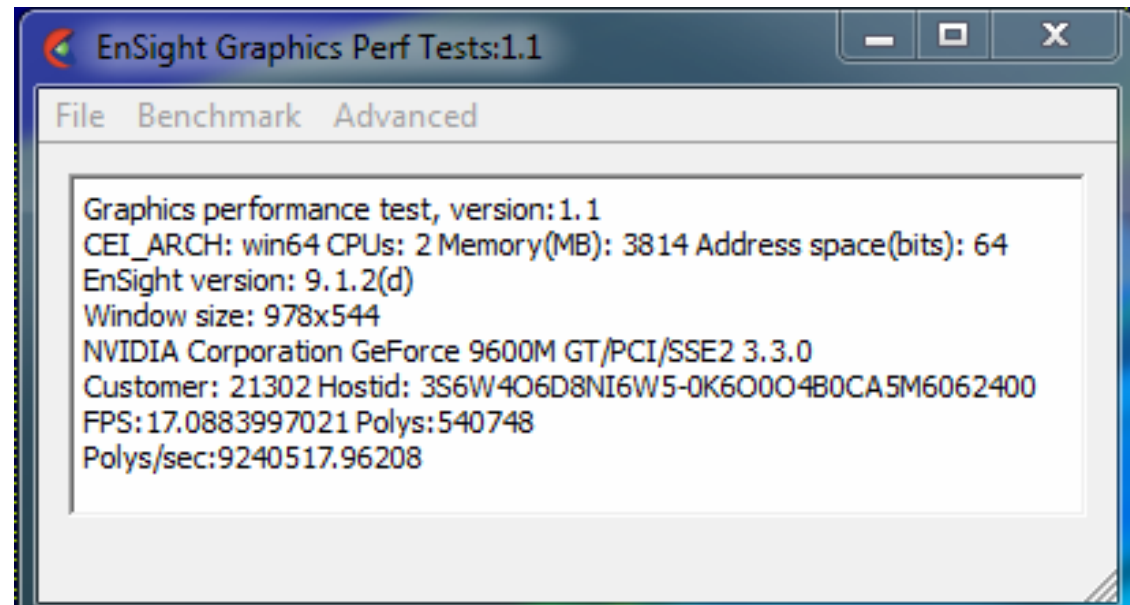 EnSight Graphics Perf Tests:1.1
File Benchmark Advanced
Graphics performance test, version:1.1
CEI_ARCH: win64 CPUs: 2 Memory(MB): 3814 Address space(bits): 64
EnSight version: 9.1.2(d)
Window size: 978x544
NVIDIA Corporation GeForce 9600M GT/PCI/SSE2 3.3.0
Customer: 21302 Hostid: 3S6W4O6D8NI6W5-0K6O0O4B0CA5M6062400
FPS:17.0883997021 Polys:540748
Polys/sec:9240517.96208